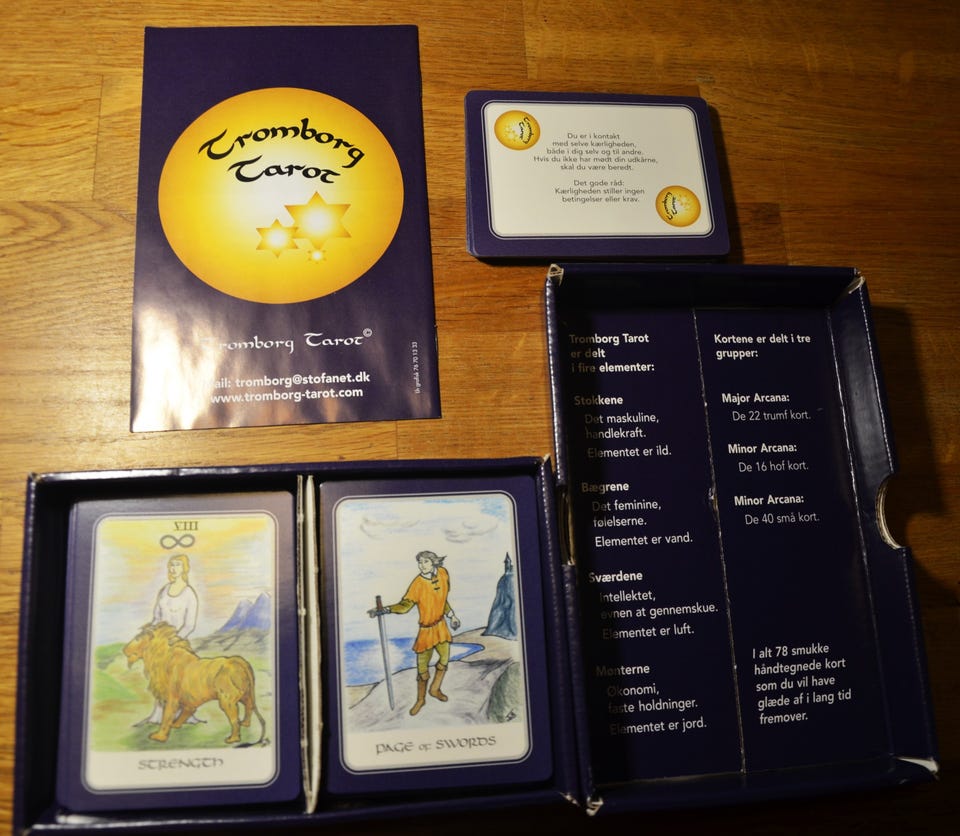 Tromborg
Tarot
Tromborg Tarot©
Mail: tromborg@stofanet.dk
www.tromborg-tarot.com
Tromborg
Tarot
Du er i kontakt
med selve kærligheden,
både i dig selv og til andre.
Hvis du ikke har mødt din udkårne,
skal du være beredt.
Det gode råd:
Kærligheden stiller ingen
betingelser eller krav.
Tromborg
Tarot
Tromborg Tarot
er delt
i fire elementer:
Stokkene
Det maskuline,
handlekraft.
Elementet er ild.
Bægrene
Det feminine,
følelserne.
Elementet er vand.
Sværdene
Intellektet,
evnen at gennemskue.
Elementet er luft.
Mønterne
Økonomi,
faste holdninger.
Elementet er jord.
Kortene er delt i tre
grupper:
Major Arcana:
De 22 trumf kort.
Minor Arcana:
De 16 hof kort.
Minor Arcana:
De 40 små kort.
I alt 78 smukke
håndtegnede kort
som du vil have
glæde af i lang tid
fremover.
VIII
STRENGTH
PAGE OF SWORDS